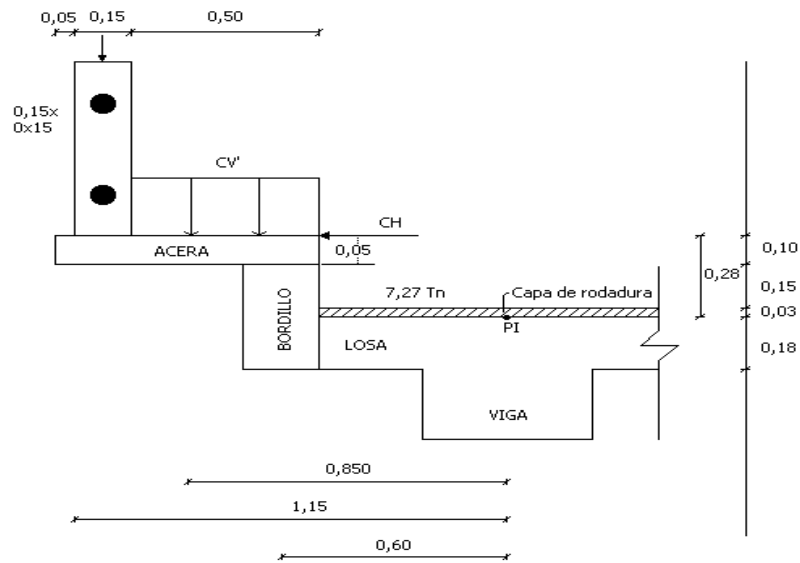 0,05 0,15 0,50
0,15x
0x15
CV'
CH
ACERA
0,05
0,10
0,28
0,15
7,27 Tn
Capa de rodadura
0,03
PI
BORDILLO
LOSA
0,18
VIGA
0,850
1,15
0,60